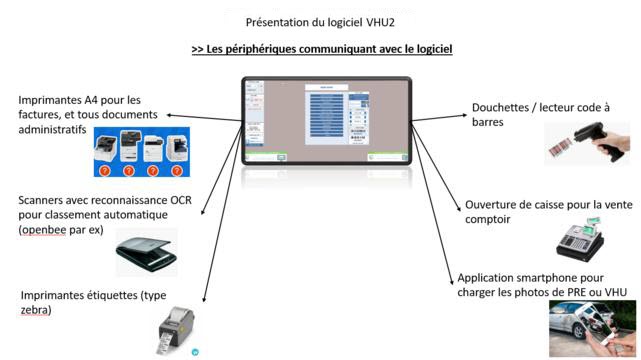 Présentation du logiciel VHU2
>> Les périphériques communiquant avec le logiciel
Imprimantes A4 pour les
factures, et tous documents
administratifs
Scanners avec reconnaissance OCR
pour classement automatique
(openbee par ex)
Imprimantes étiquettes (type
zebra)
Douchettes / lecteur code à
barres
Ouverture de caisse pour la vente
comptoir
Application smartphone pour
charger les photos de PRE ou VHU
? ? ? ?